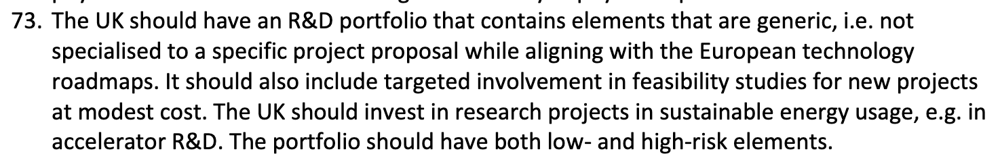 73. The UK should have an R&D portfolio that contains elements that are generic, i.e. not
specialised to a specific project proposal while aligning with the European technology
roadmaps. It should also include targeted involvement in feasibility studies for new projects
at modest cost. The UK should invest in research projects in sustainable energy usage, e.g. in
accelerator R&D. The portfolio should have both low- and high-risk elements.